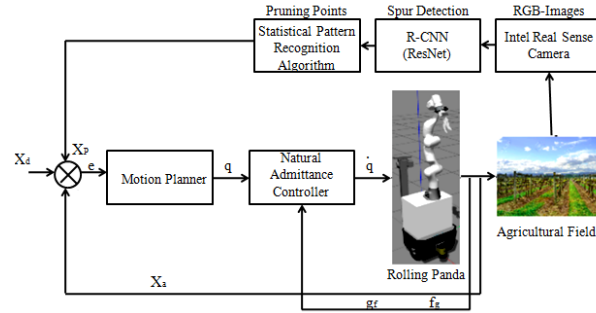 Pruning Points
Spur Detection
RGB-Images
Statistical Pattern
Recognition
Algorithm
R-CNN
(ResNet)
Intel Real Sense
Camera
Xd
Xp
e
Motion Planner
q
Natural
Admittance
Controller
q̇
Rolling Panda
Agricultural Field
Xa
gf
fg